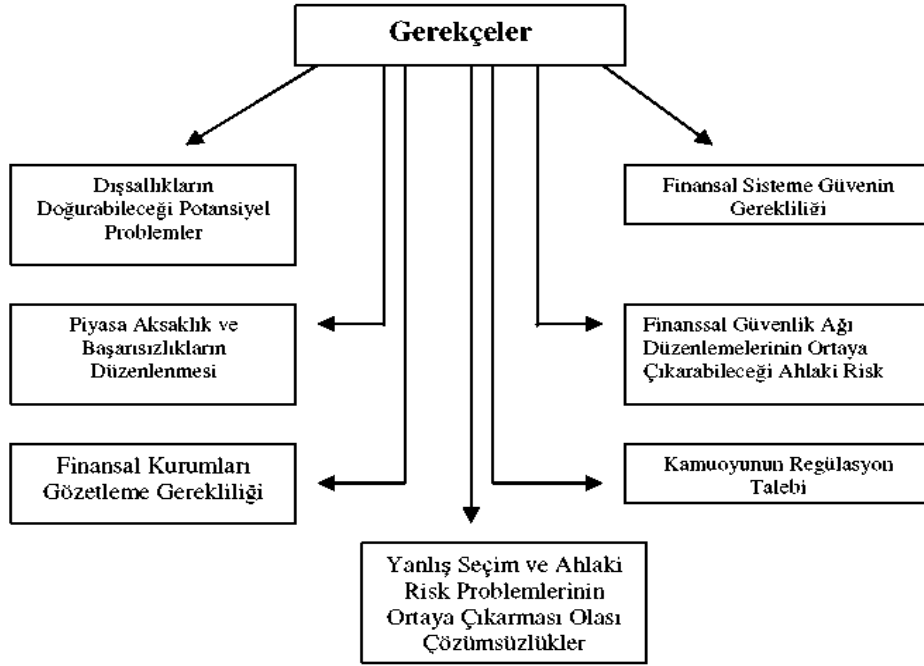 Gerekçeler
Dışsallıkların
Doğurabileceği Potansiyel
Problemler
Finansal Sisteme Güvenin
Gerekliliği
Piyasa Aksaklık ve
Başarısızlıkların
Düzenlenmesi
Finanssal Güvenlik Ağı
Düzenlemelerinin Ortaya
Çıkarabileceği Ahlaki Risk
Finansal Kurumları
Gözetleme Gerekliliği
Kamuoyunun Regülasyon
Talebi
Yanlış Seçim ve Ahlaki
Risk Problemlerinin
Ortaya Çıkarması Olası
Çözümsüzlükler